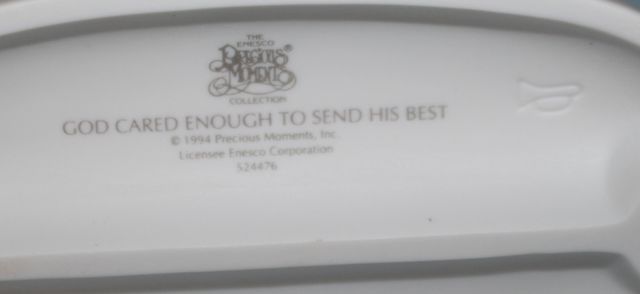 THE
ENESCO
Precious
Moments®
COLLECTION
GOD CARED ENOUGH TO SEND HIS BEST
© 1994 Precious Moments, Inc.
Licensee Enesco Corporation
524476